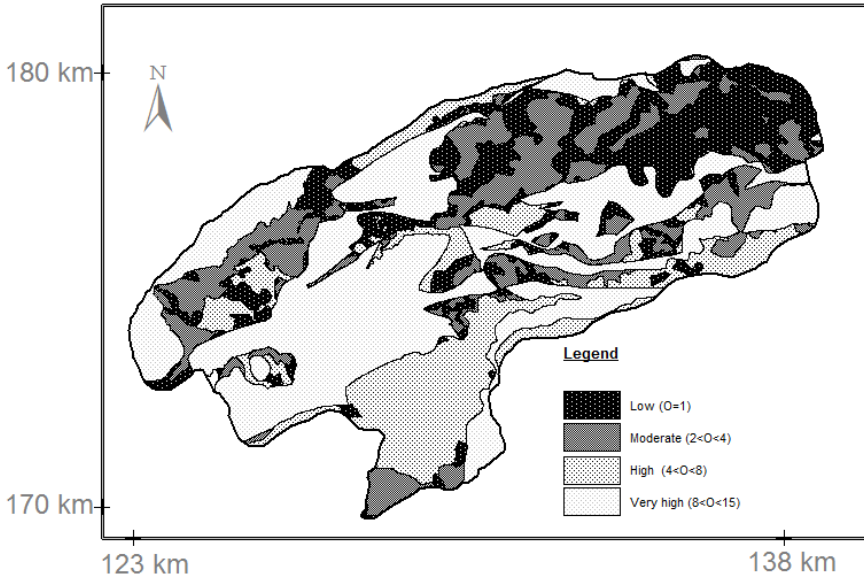 180 km
N
Legend
Low (O=1)
Moderate (2<O<4)
High (4<O<8)
Very high (8<O<15)
170 km
123 km
138 km